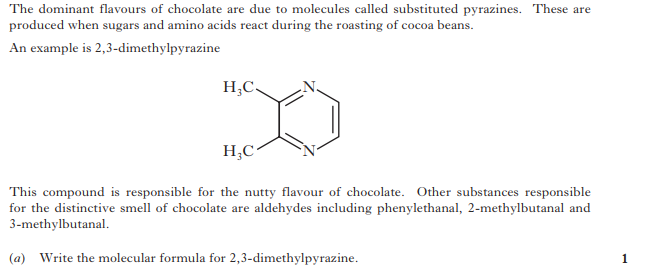 The dominant flavours of chocolate are due to molecules called substituted pyrazines. These are
produced when sugars and amino acids react during the roasting of cocoa beans.
An example is 2,3-dimethylpyrazine
H₃C N
H₃C N
This compound is responsible for the nutty flavour of chocolate. Other substances responsible
for the distinctive smell of chocolate are aldehydes including phenylethanal, 2-methylbutanal and
3-methylbutanal.
(a) Write the molecular formula for 2,3-dimethylpyrazine. 1